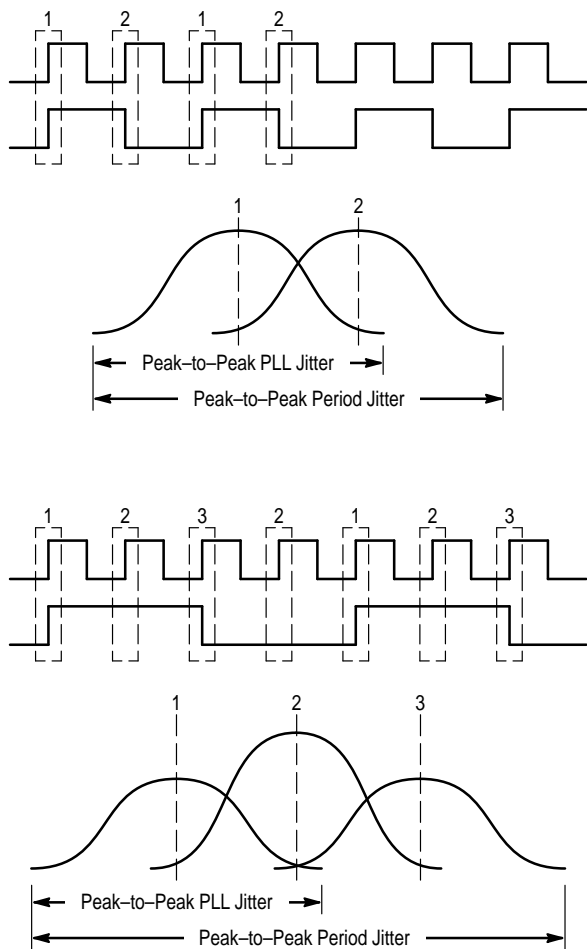 1 2 1 2
1 2
Peak–to–Peak PLL Jitter
Peak–to–Peak Period Jitter
1 2 3 2 1 2 3
1 2 3
Peak–to–Peak PLL Jitter
Peak–to–Peak Period Jitter